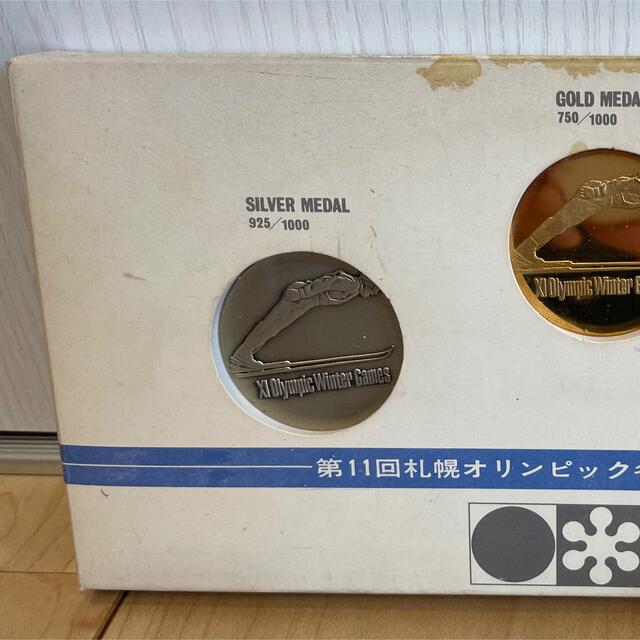 GOLD MEDA
750/1000
SILVER MEDAL
925/1000
XI Olympic Winter G
XI Olympic Winter Games
第11回札幌オリンピック